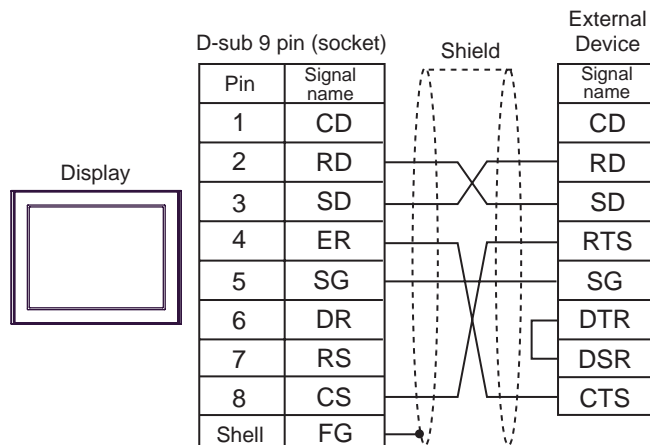 External
Device
D-sub 9 pin (socket)
Shield
Pin Signal name
Signal name
1 CD CD
2 RD RD
Display
3 SD SD
4 ER RTS
5 SG SG
6 DR DTR
7 RS DSR
8 CS CTS
Shell FG